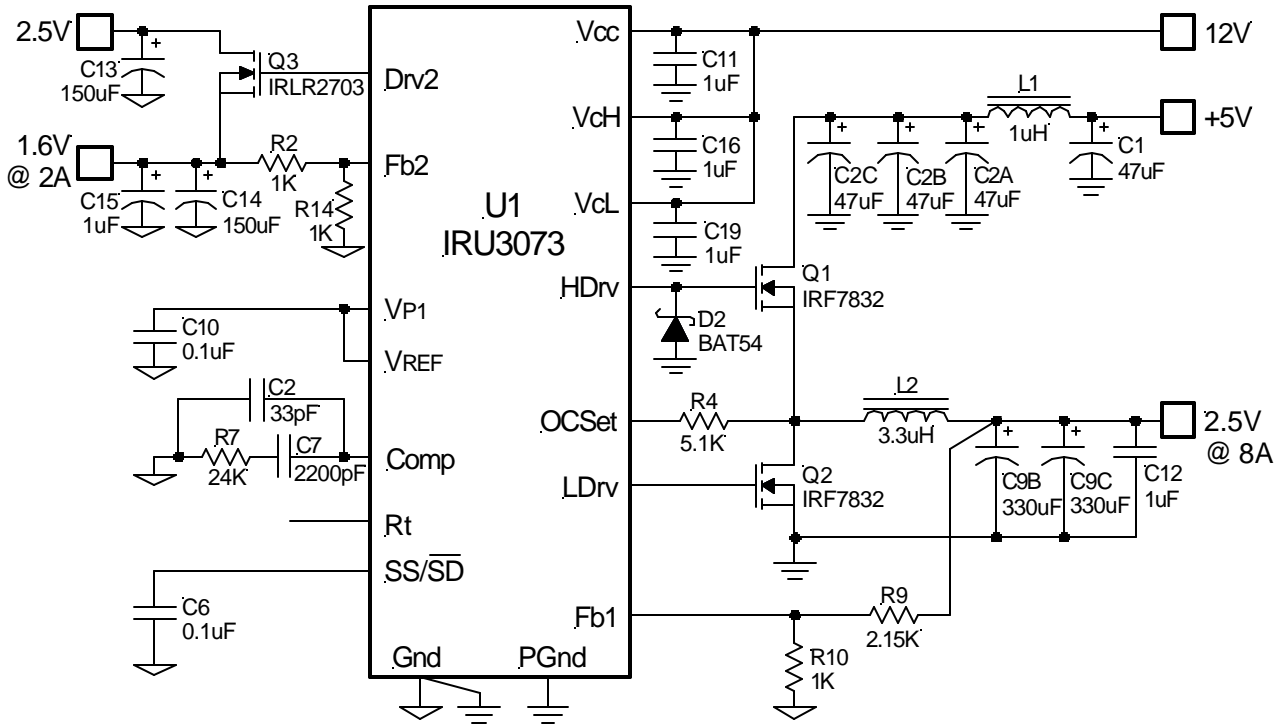 2.5V
C13
150uF
+
Q3
IRLR2703
1.6V
@ 2A
+
C15
1uF
+
C14
150uF
R2
1K
R14
1K
C10
0.1uF
C2
33pF
R7
24K
C7
2200pF
C6
0.1uF
Drv2
Fb2
VP1
VREF
Comp
Rt
SS/SD
Gnd
PGnd
U1
IRU3073
Vcc
VcH
VcL
HDrv
OCSet
LDrv
Fb1
C11
1uF
C16
1uF
C19
1uF
12V
L1
1uH
+5V
+
C2C
47uF
+
C2B
47uF
+
C2A
47uF
+
C1
47uF
Q1
IRF7832
D2
BAT54
R4
5.1K
L2
3.3uH
2.5V
@ 8A
Q2
IRF7832
+
C9B
330uF
+
C9C
330uF
C12
1uF
R9
2.15K
R10
1K